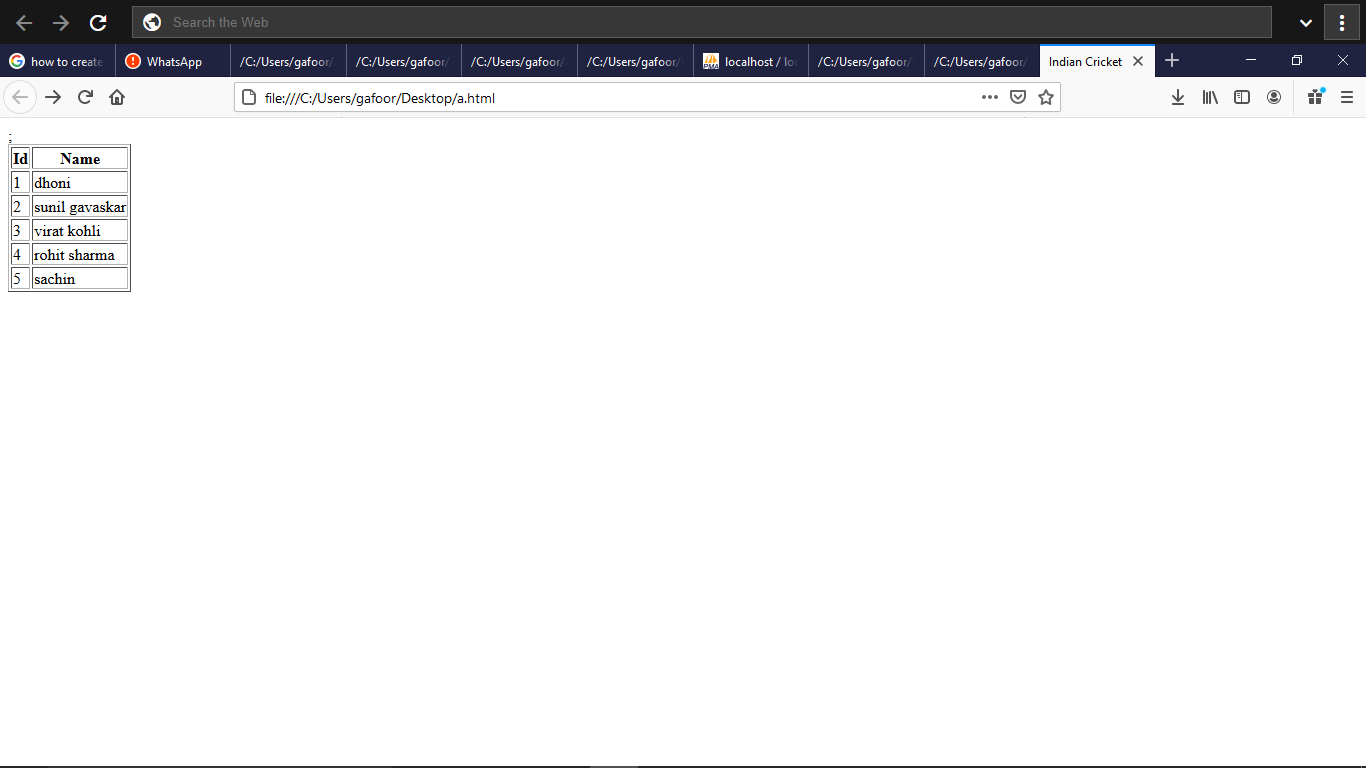 Search the Web
how to create
WhatsApp
/C:/Users/gafoor/
/C:/Users/gafoor/
/C:/Users/gafoor/
/C:/Users/gafoor/
localhost / lo
/C:/Users/gafoor/
/C:/Users/gafoor/
Indian Cricket
file:///C:/Users/gafoor/Desktop/a.html
;
Id Name
1 dhoni
2 sunil gavaskar
3 virat kohli
4 rohit sharma
5 sachin